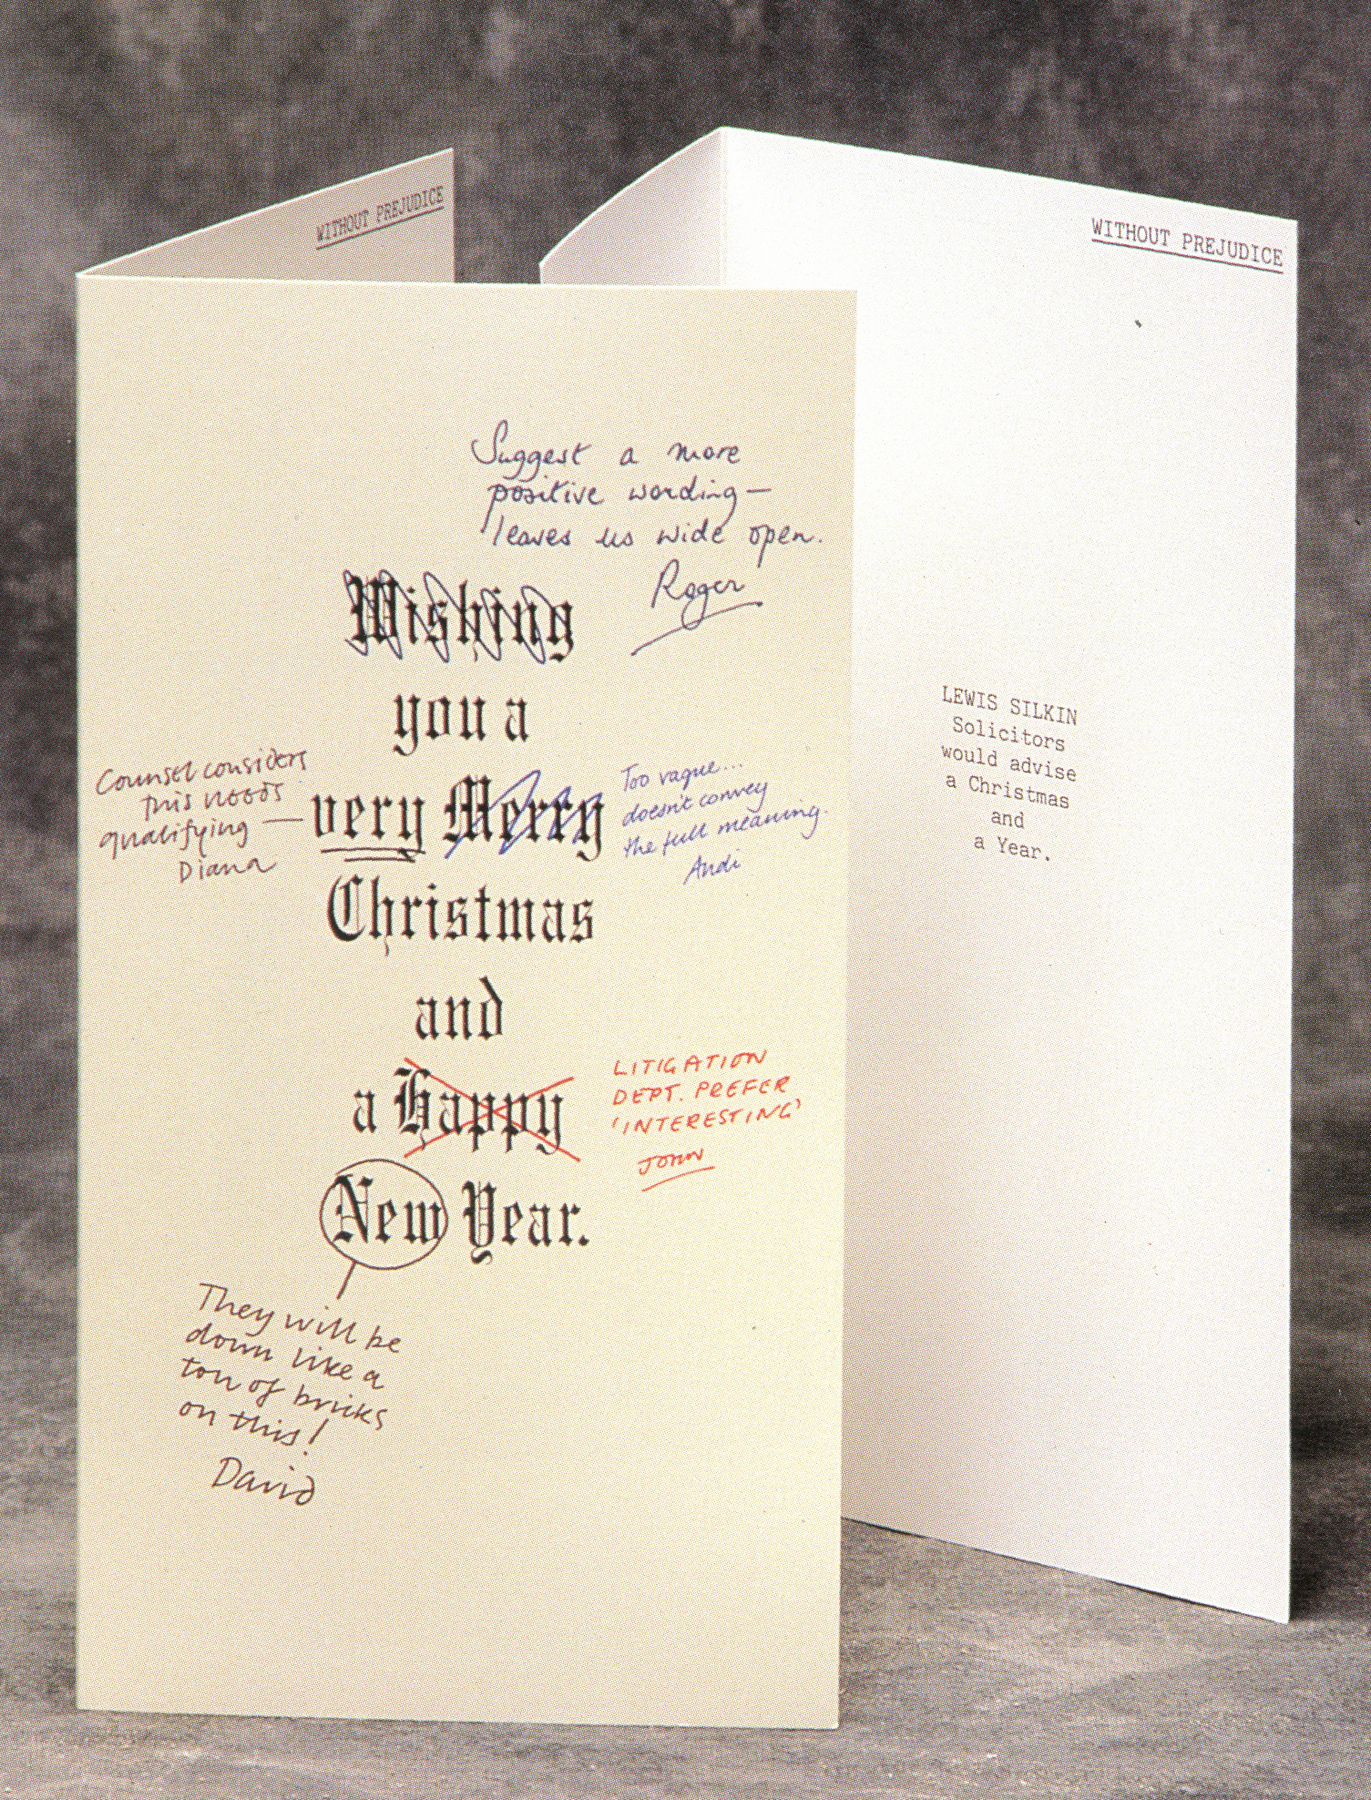 WITHOUT PREJUDICE
Suggest a more
positive wording—
leaves us wide open.
Roger
Wishing
you a
Counsel considers
this needs
qualifying —
Diana
very Merry
Too vague...
doesn't convey
the full meaning.
Andi
Christmas
and
a Happy
LITIGATION
DEPT. PREFER
'INTERESTING'
JOHN
New Year.
They will be
down like a
ton of bricks
on this!
David
WITHOUT PREJUDICE
LEWIS SILKIN
Solicitors
would advise
a Christmas
and
a Year.